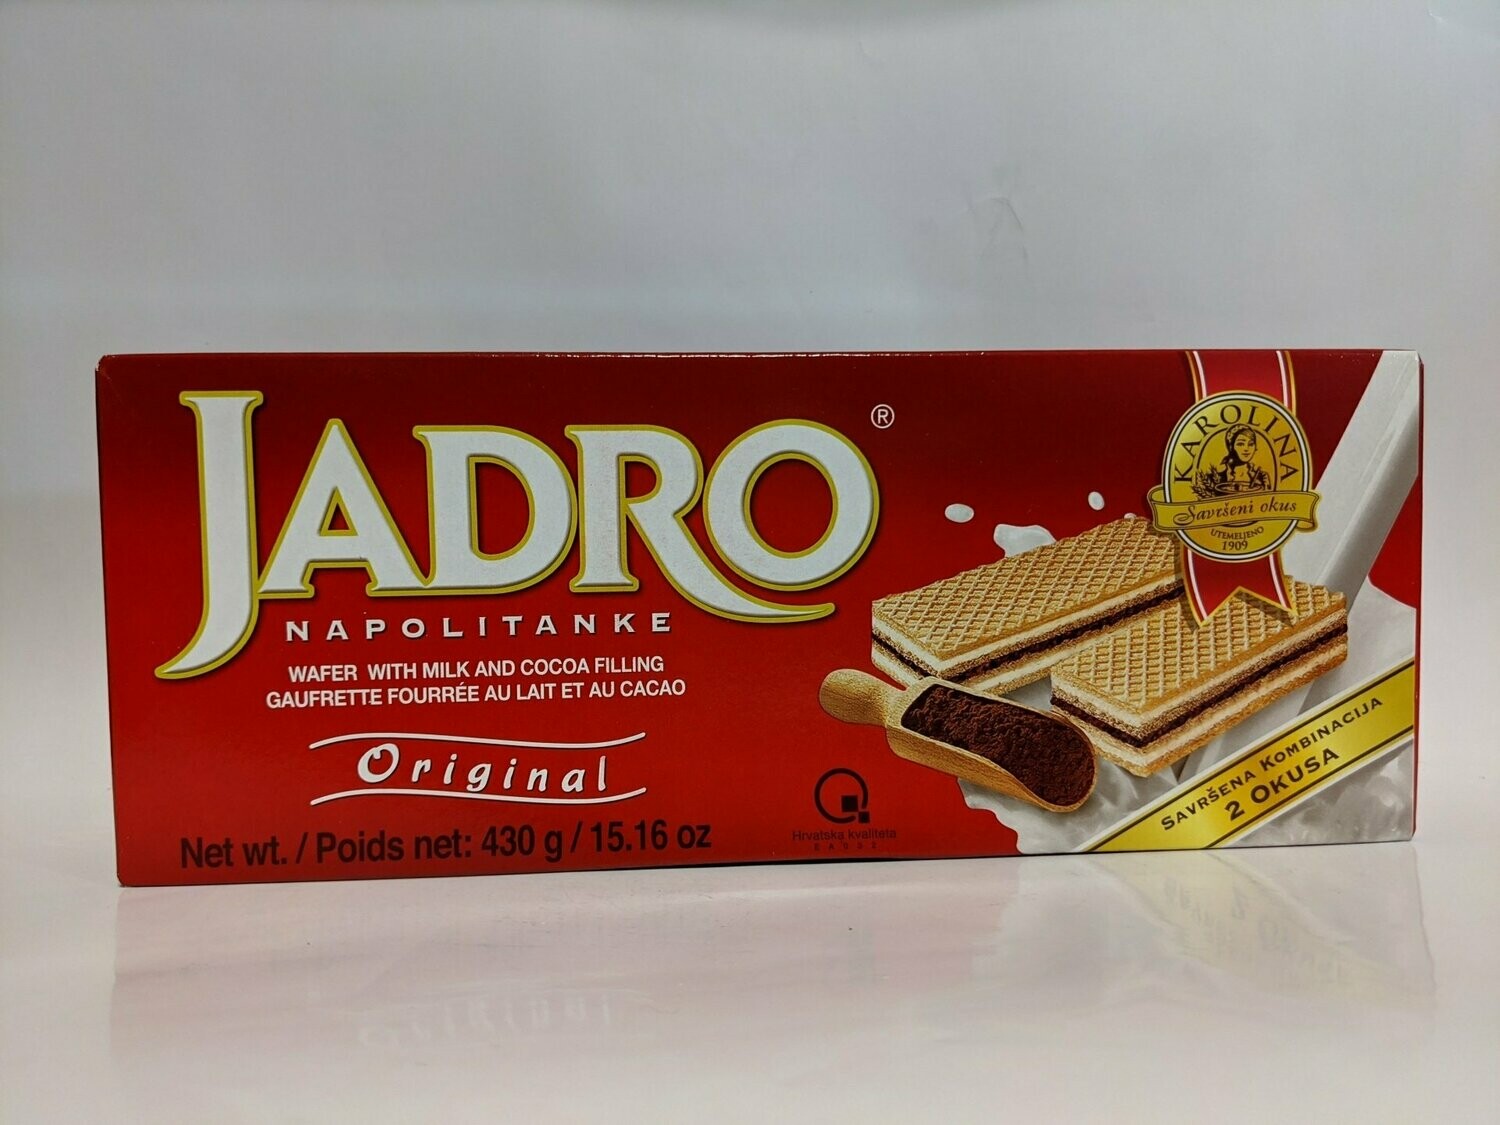 JADRO®
NAPOLITANKE
WAFER WITH MILK AND COCOA FILLING
GAUFRETTE FOURRÉE AU LAIT ET AU CACAO
Original
Net wt. / Poids net: 430 g / 15.16 oz
Hrvatska kvaliteta
KAROLINA
Savršeni okus
UTEMELJENO
1909
SAVRŠENA KOMBINACIJA
2 OKUSA